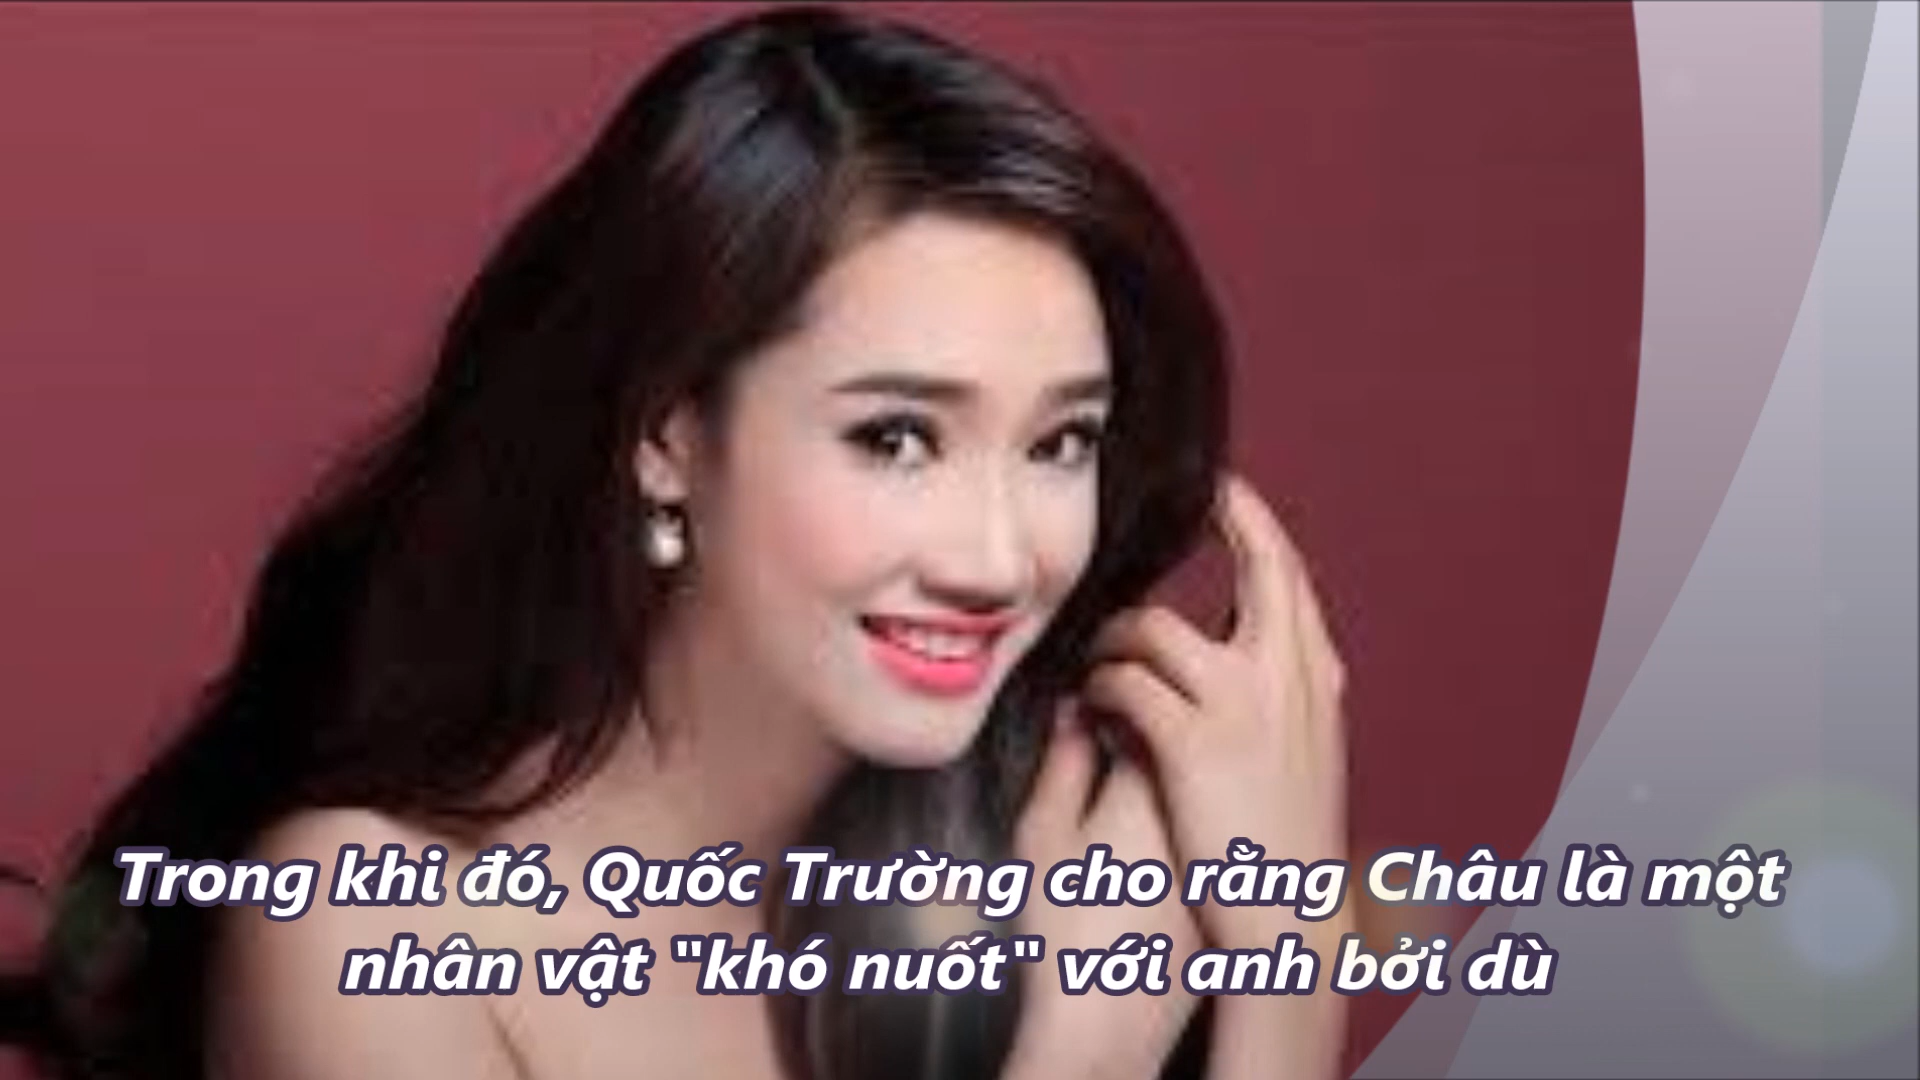 Trong khi đó, Quốc Trường cho rằng Châu là một
nhân vật "khó nuốt" với anh bởi dù